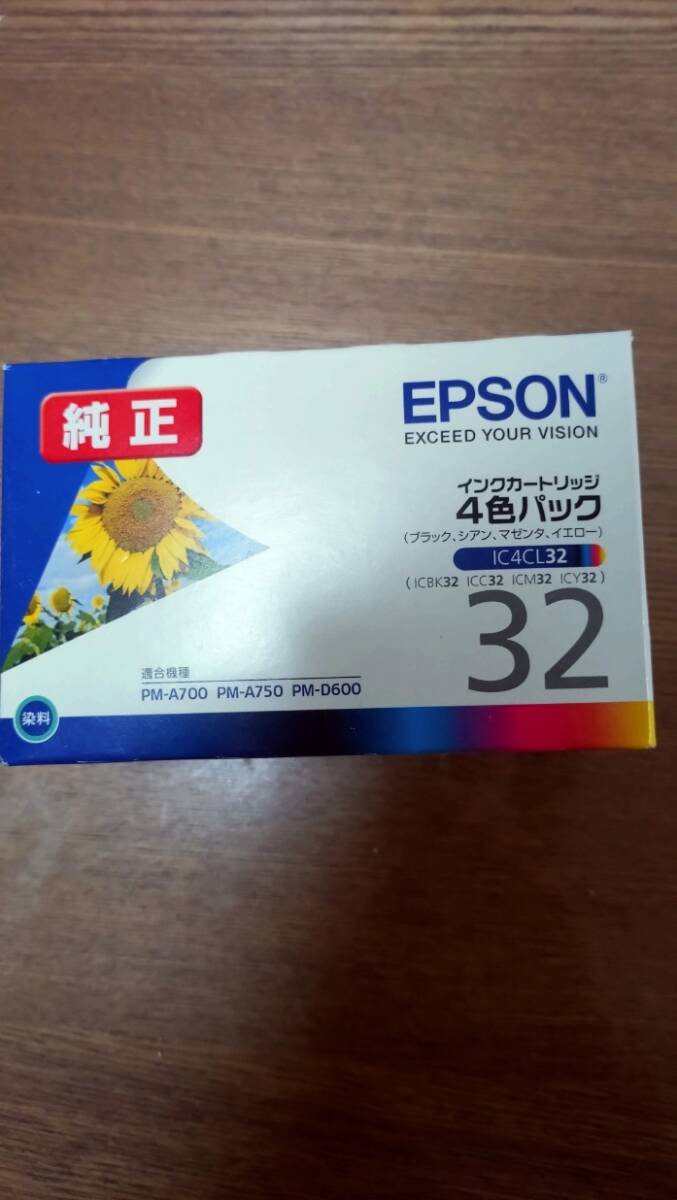 純正
EPSON®
EXCEED YOUR VISION
インクカートリッジ
4色パック
(ブラック、シアン、マゼンタ、イエロー)
IC4CL32
(ICBK32 ICC32 ICM32 ICY32)
32
適合機種
PM-A700 PM-A750 PM-D600
染料